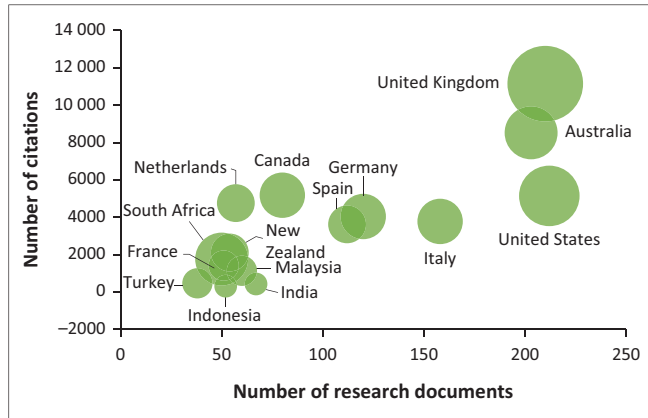 14 000
12 000
10 000
8000
6000
4000
2000
0
−2000
Number of citations
United Kingdom
Australia
United States
Netherlands
Canada
Germany
Spain
Italy
South Africa
New
Zealand
France
Malaysia
Turkey
India
Indonesia
0 50 100 150 200 250
Number of research documents